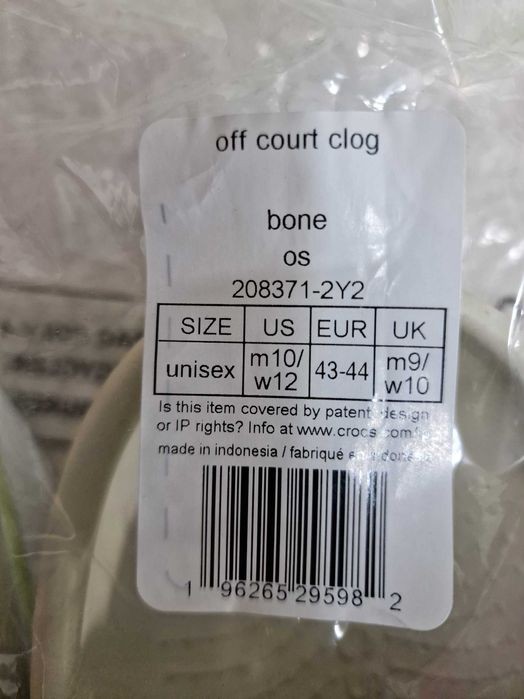 off court clog
bone
os
208371-2Y2
SIZE US EUR UK
unisex m10/ w12 43-44 m9/ w10
Is this item covered by patent, design
or IP rights? Info at www.crocs.com
made in indonesia / fabriqué
1 96265 29598 2